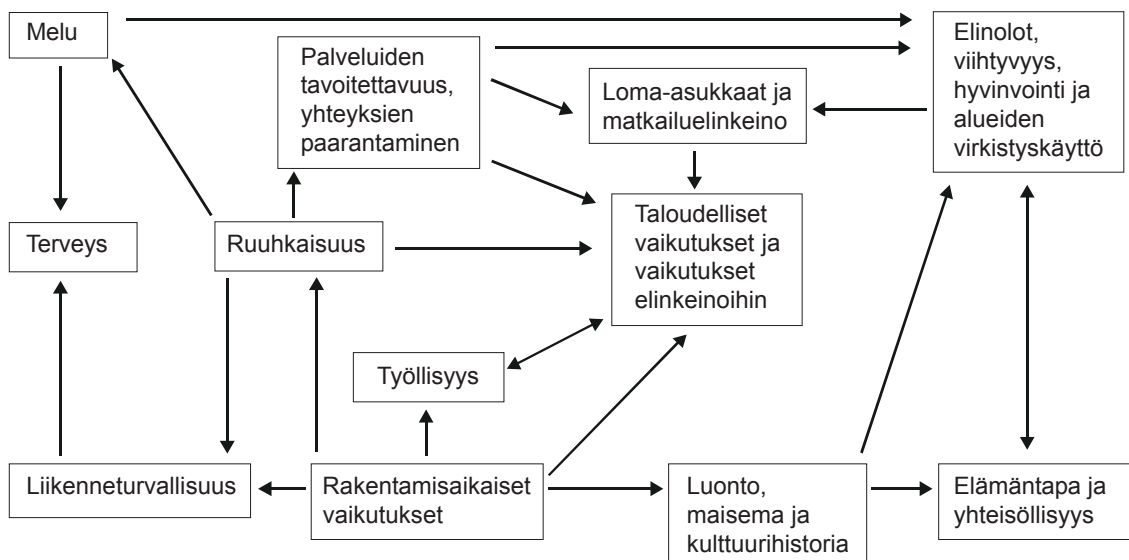 Melu
Palveluiden
tavoitettavuus,
yhteyksien
paarantaminen
Loma-asukkaat ja
matkailuelinkeino
Elinolot,
viihtyvyys,
hyvinvointi ja
alueiden
virkistyskäyttö
Terveys
Ruuhkaisuus
Taloudelliset
vaikutukset ja
vaikutukset
elinkeinoihin
Työllisyys
Liikenneturvallisuus
Rakentamisaikaiset
vaikutukset
Luonto,
maisema ja
kulttuurihistoria
Elämäntapa ja
yhteisöllisyys